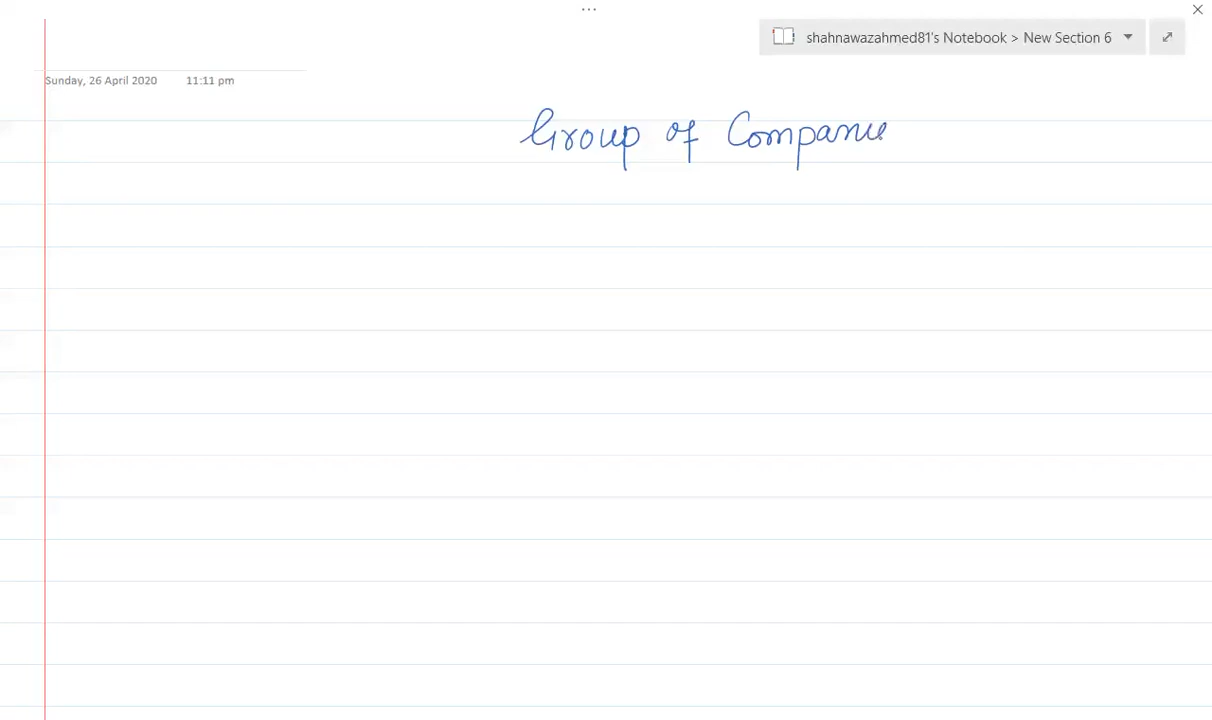 shahnawazahmed81's Notebook > New Section 6
Sunday, 26 April 2020 11:11 pm
Group of Companie